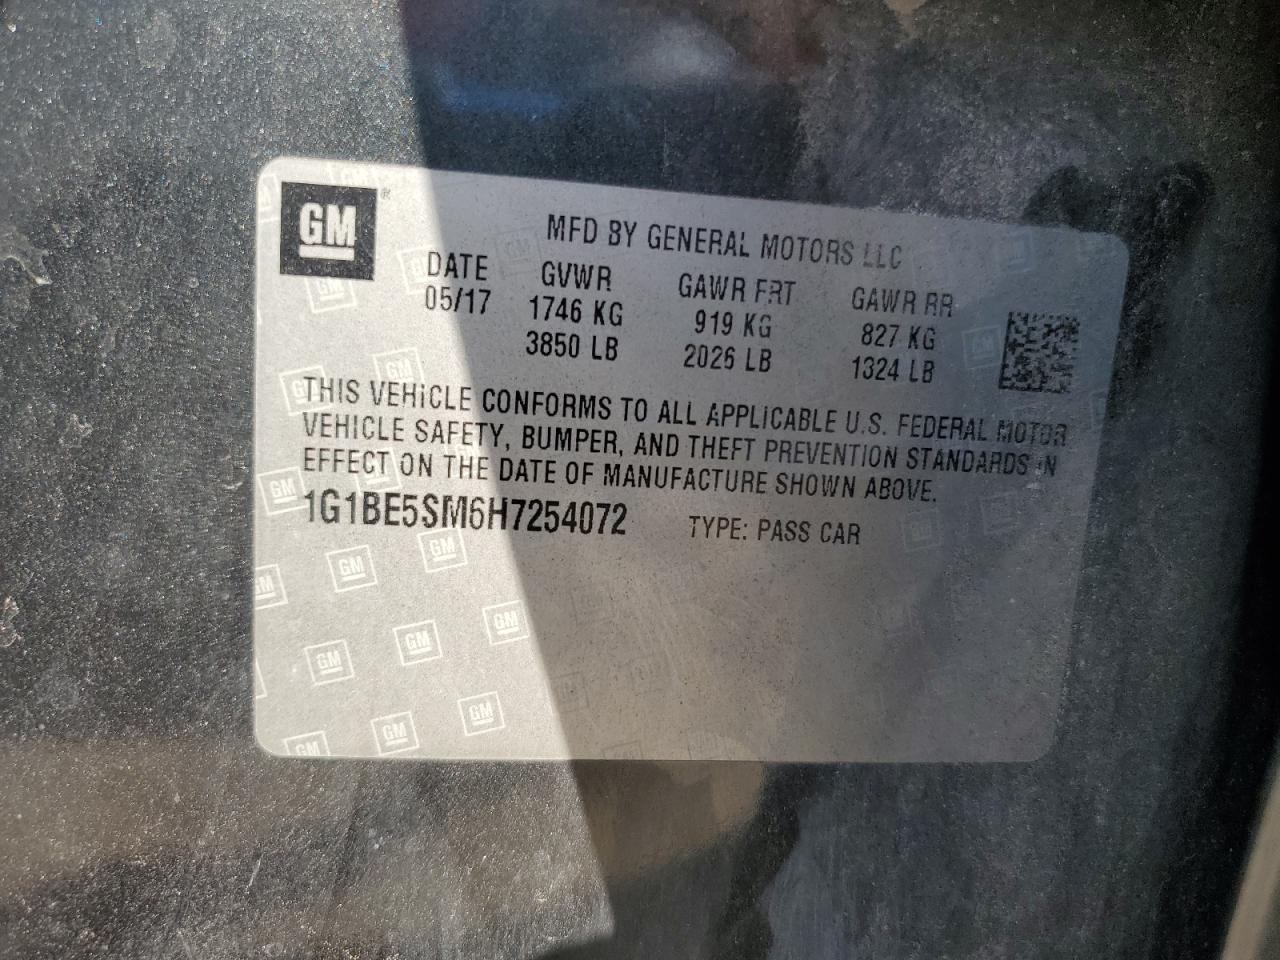 GM®
MFD BY GENERAL MOTORS LLC
DATE GVWR GAWR FRT GAWR RR
05/17 1746 KG 919 KG 827 KG
3850 LB 2026 LB 1324 LB
THIS VEHICLE CONFORMS TO ALL APPLICABLE U.S. FEDERAL MOTOR
VEHICLE SAFETY, BUMPER, AND THEFT PREVENTION STANDARDS IN
EFFECT ON THE DATE OF MANUFACTURE SHOWN ABOVE.
1G1BE5SM6H7254072 TYPE: PASS CAR